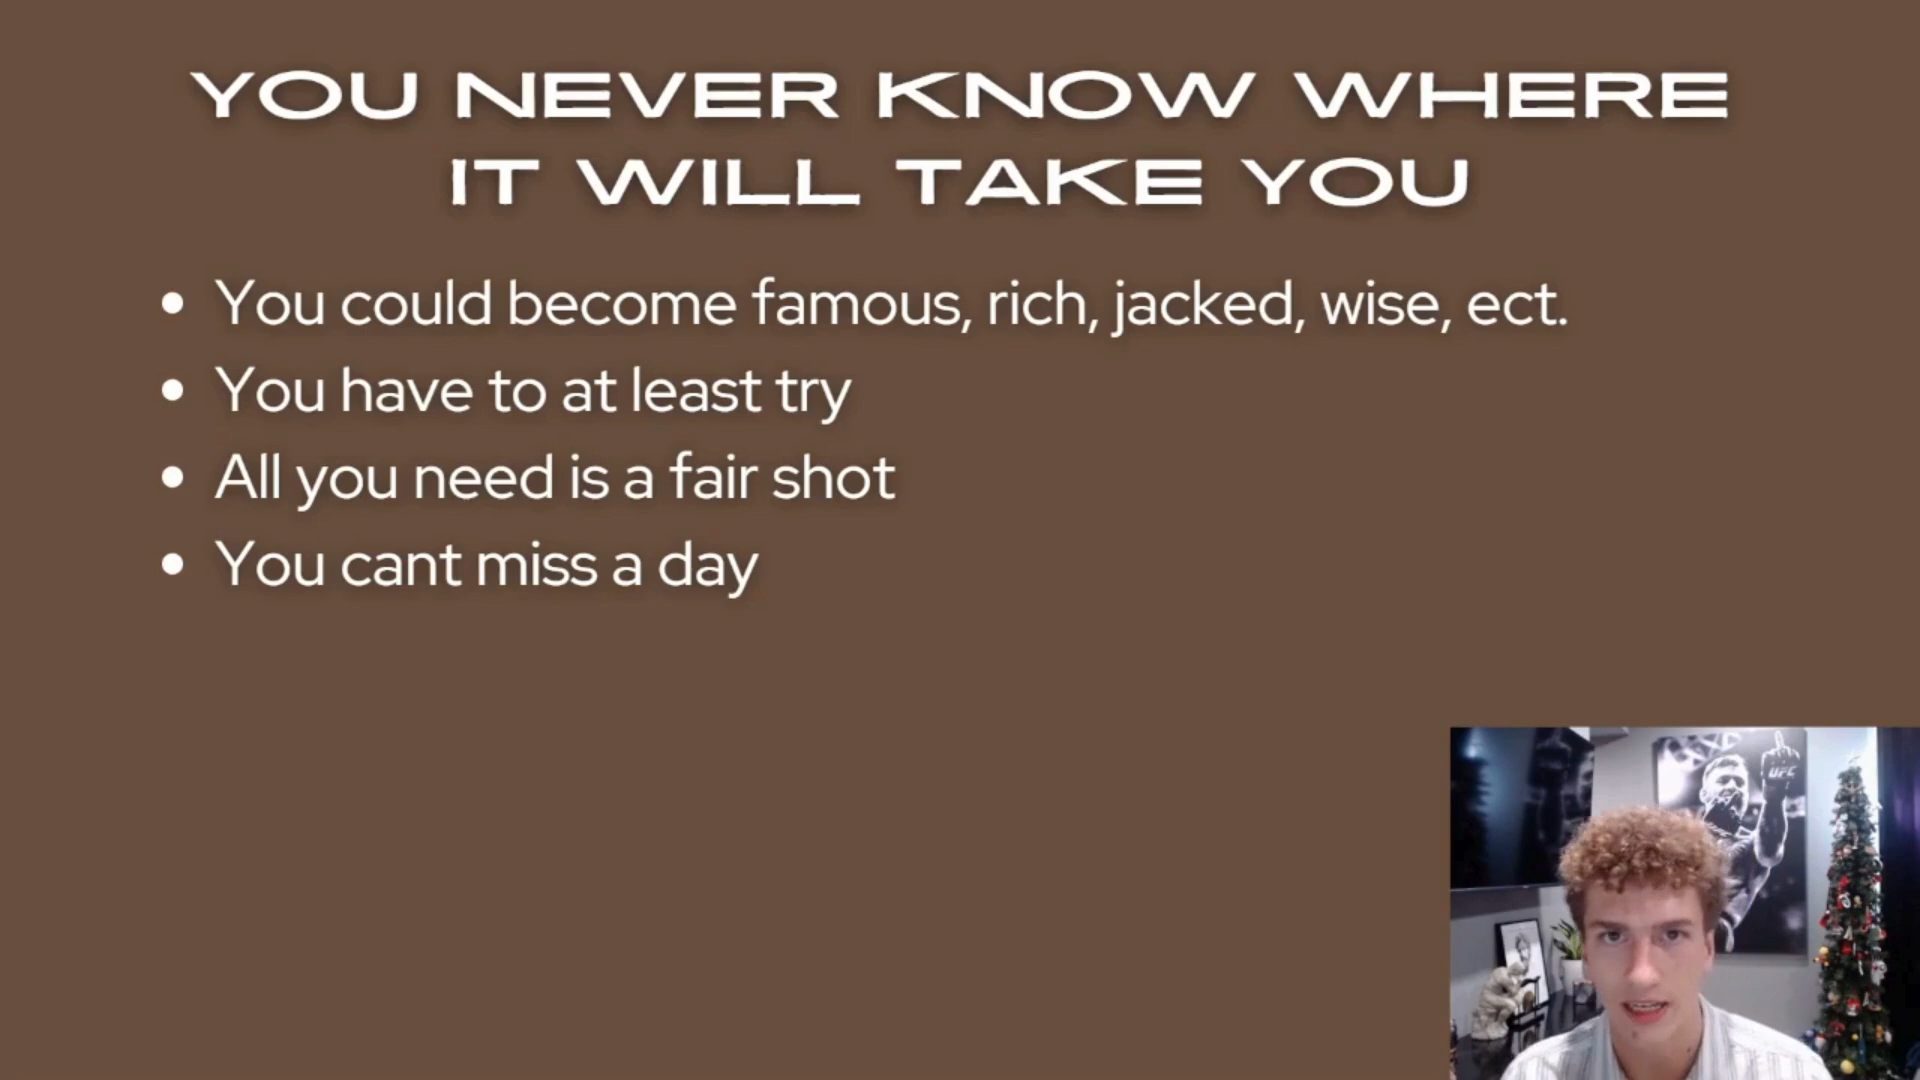 YOU NEVER KNOW WHERE
IT WILL TAKE YOU
• You could become famous, rich, jacked, wise, ect.
• You have to at least try
• All you need is a fair shot
• You cant miss a day
UFC